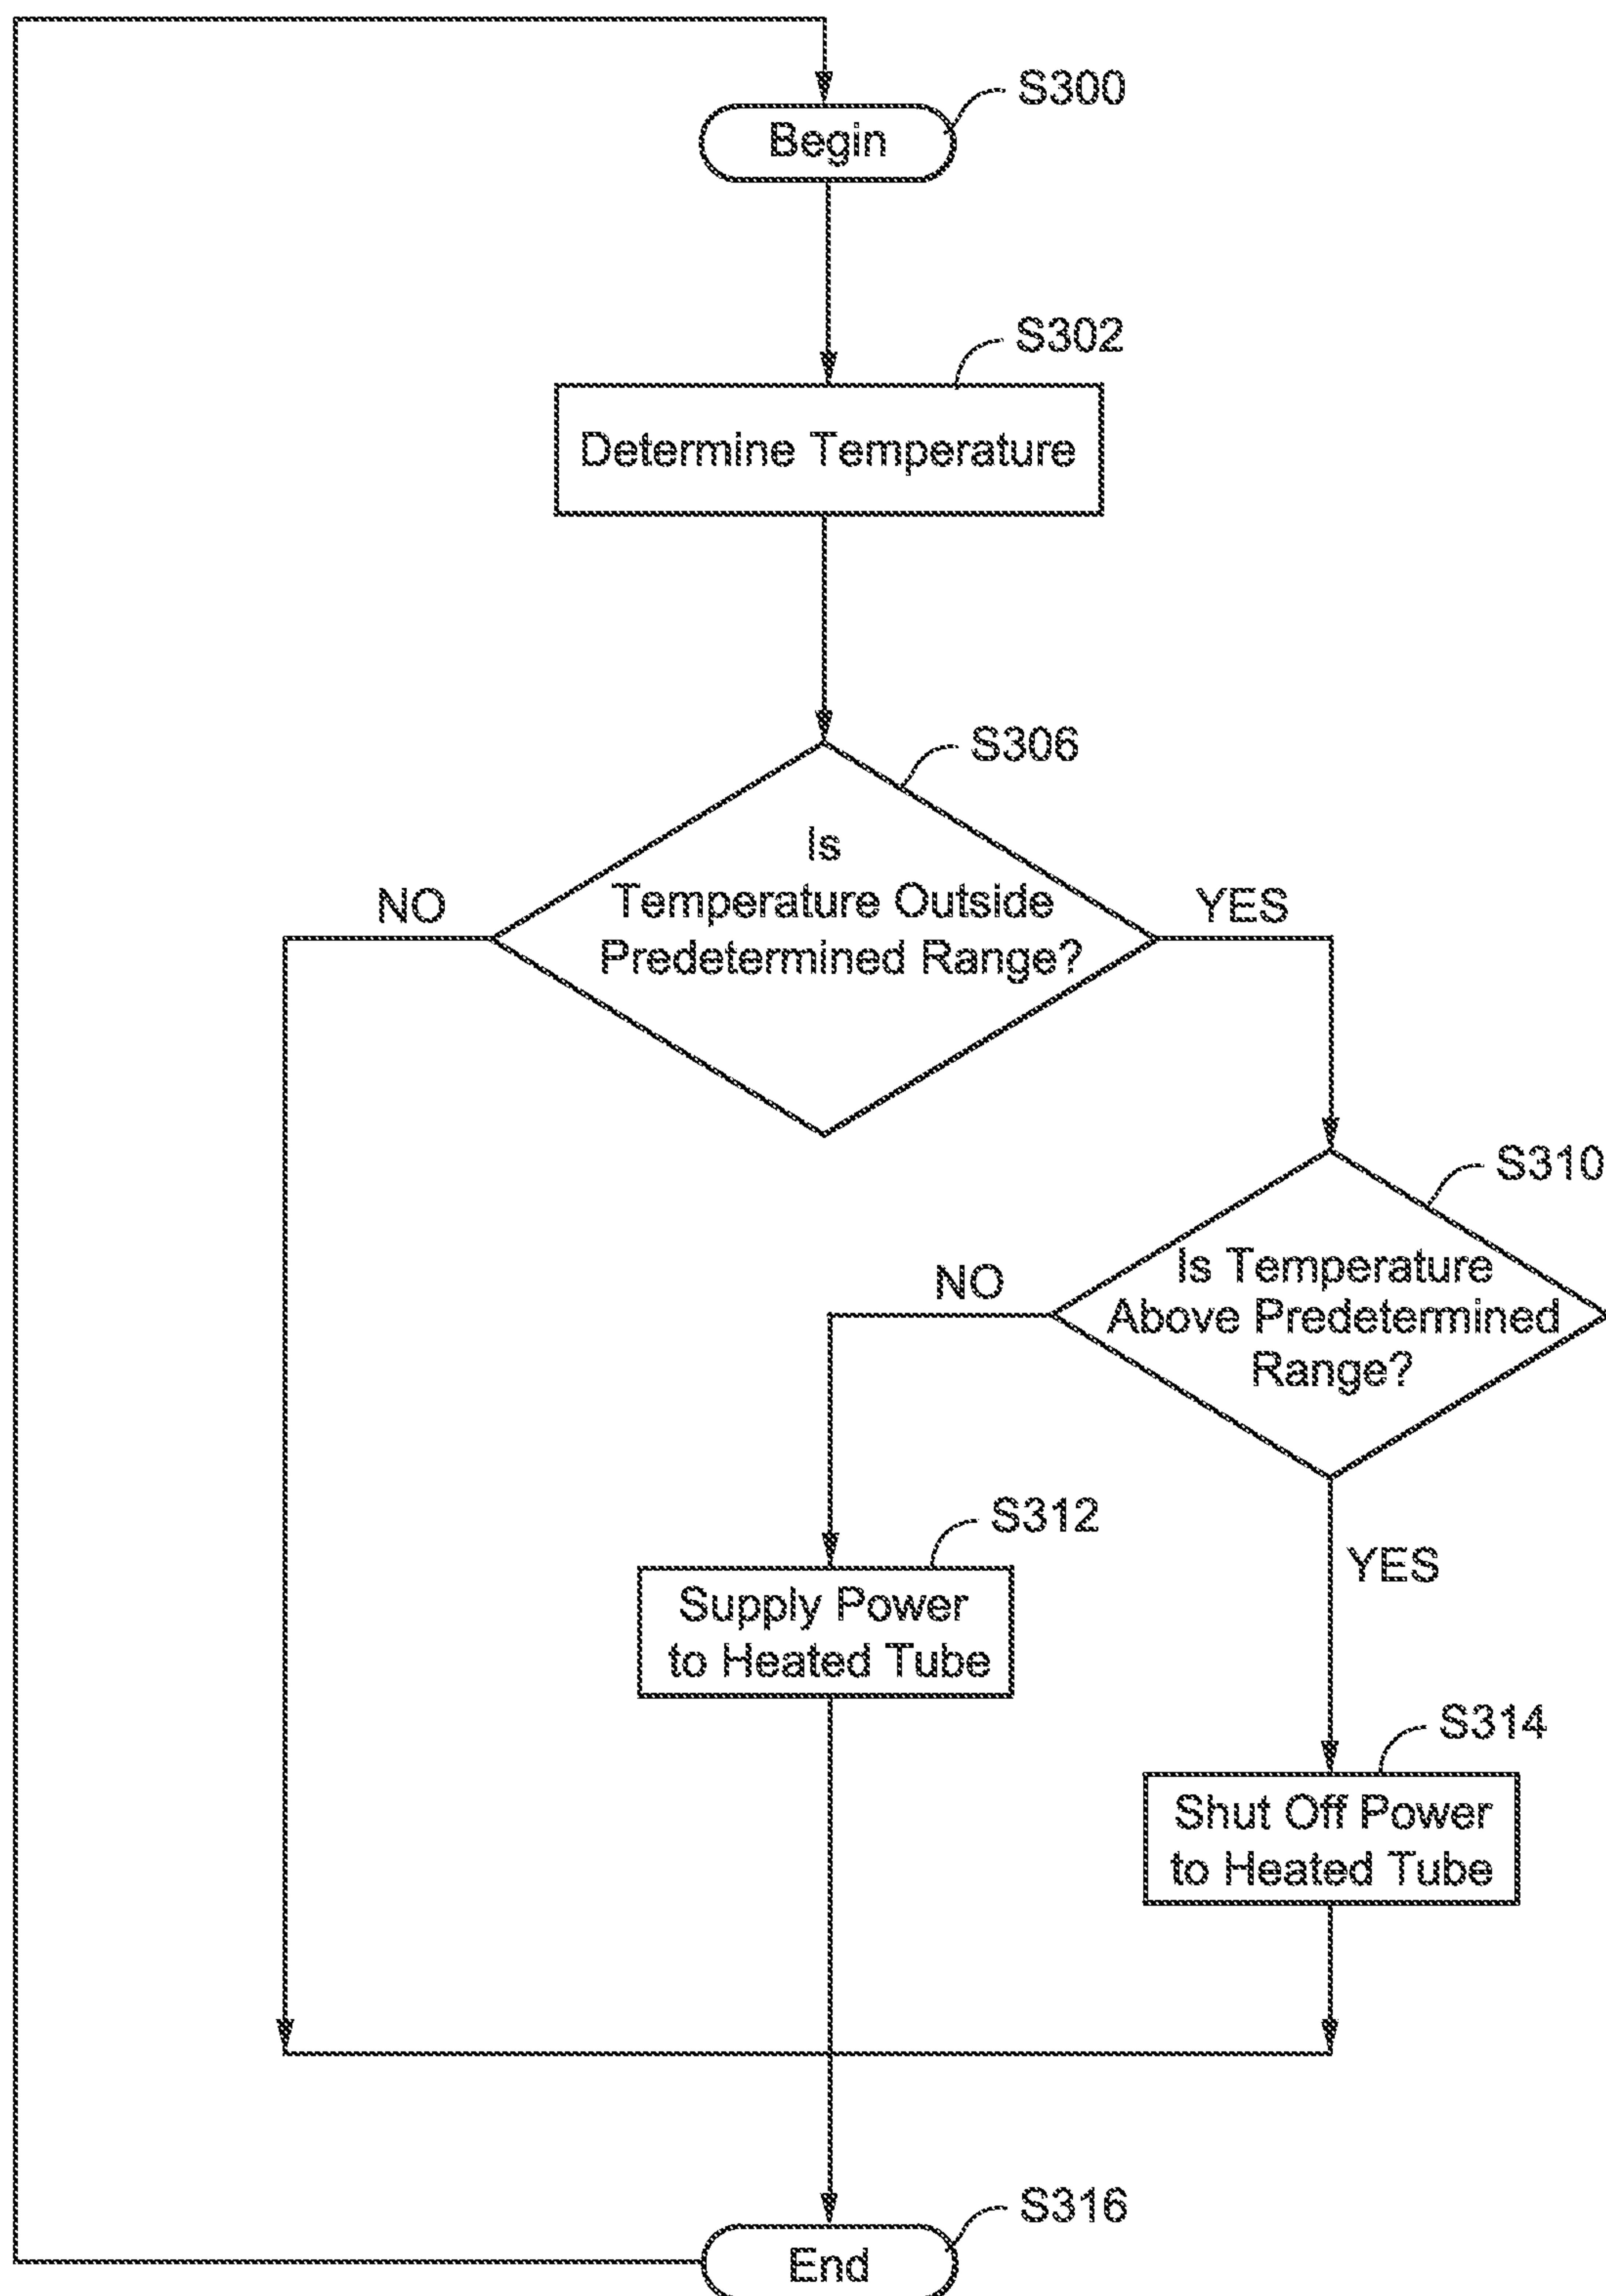 S300
Begin
S302
Determine Temperature
S306
Is
Temperature Outside
Predetermined Range?
NO
YES
S310
Is Temperature
Above Predetermined
Range?
NO
S312
Supply Power
to Heated Tube
YES
S314
Shut Off Power
to Heated Tube
S316
End